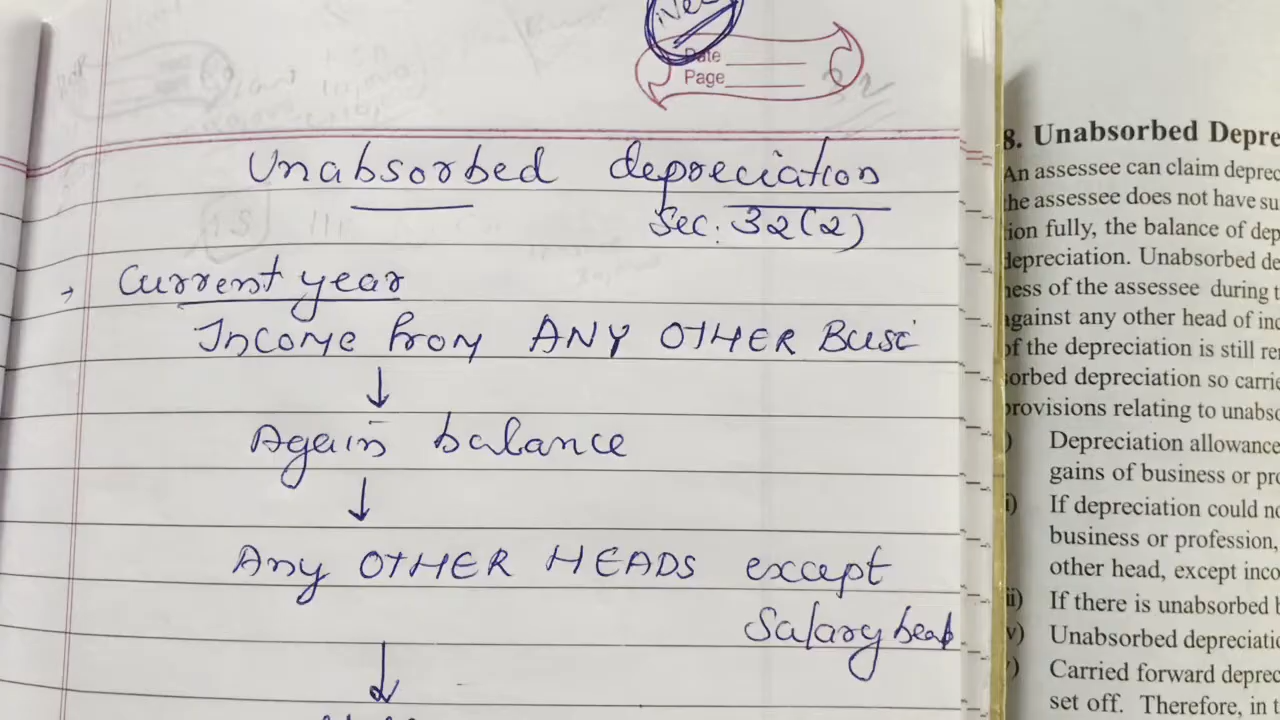 Date
Page
Unabsorbed depreciation
Sec. 32(2)
Current year
Income from ANY OTHER Busi
Again balance
Any OTHER HEADS except
Salary head
8. Unabsorbed Depre
An assessee can claim deprec
the assessee does not have su
ion fully, the balance of dep
depreciation. Unabsorbed de
ness of the assessee during t
against any other head of inc
of the depreciation is still re
sorbed depreciation so carrie
provisions relating to unabso
) Depreciation allowance
gains of business or pro
i) If depreciation could no
business or profession,
other head, except inco
ii) If there is unabsorbed b
v) Unabsorbed depreciatio
) Carried forward deprec
set off. Therefore, in t